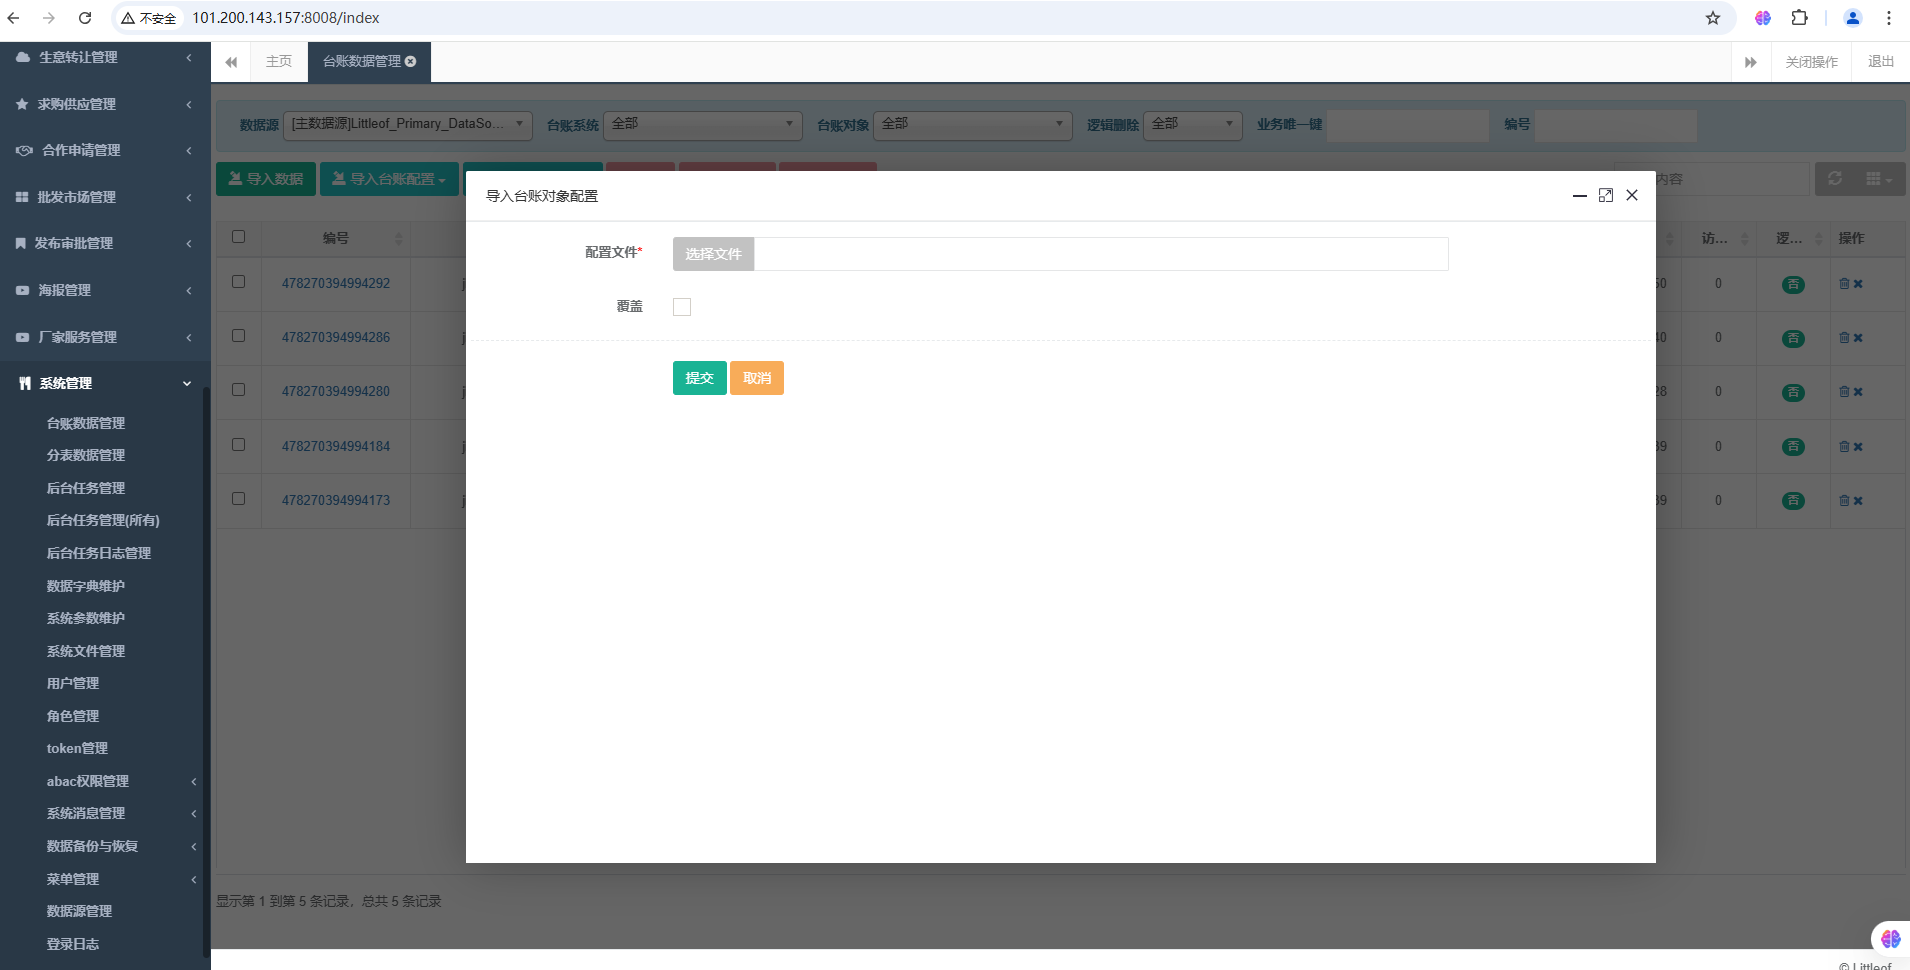 不安全 101.200.143.157:8008/index
生意转让管理
求购供应管理
合作申请管理
批发市场管理
发布审批管理
海报管理
厂家服务管理
系统管理
台账数据管理
分表数据管理
后台任务管理
后台任务管理(所有)
后台任务日志管理
数据字典维护
系统参数维护
系统文件管理
用户管理
角色管理
token管理
abac权限管理
系统消息管理
数据备份与恢复
菜单管理
数据源管理
登录日志
主页 台账数据管理 关闭操作 退出
数据源 [主数据源]Littleof_Primary_DataSo... 台账系统 全部 台账对象 全部 逻辑删除 全部 业务唯一键 编号
导入数据 导入台账配置 内容
导入台账对象配置
配置文件* 选择文件
覆盖
提交 取消
编号 访... 逻... 操作
478270394994292 j 50 0 否
478270394994286 j 40 0 否
478270394994280 j 28 0 否
478270394994184 j 39 0 否
478270394994173 j 39 0 否
显示第 1 到第 5 条记录，总共 5 条记录
© Littleof